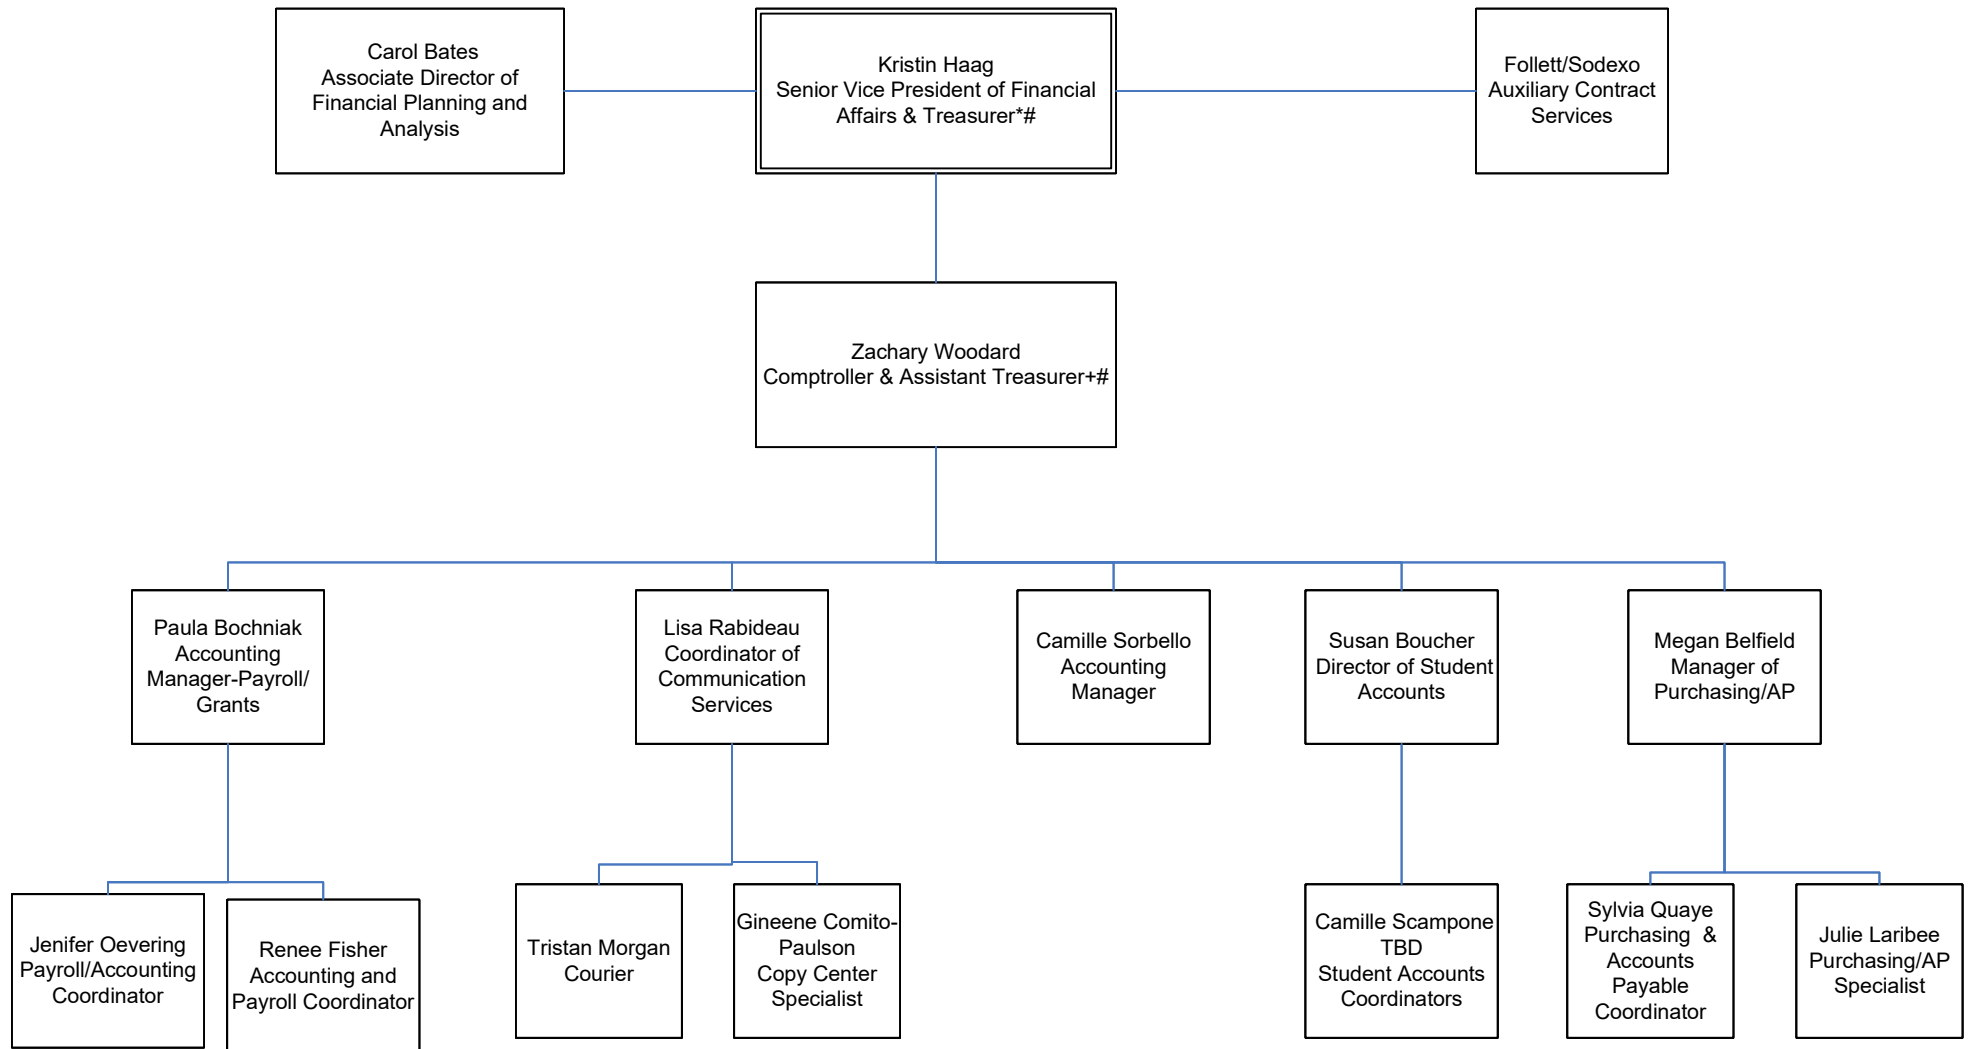 Carol Bates
Associate Director of
Financial Planning and
Analysis
Kristin Haag
Senior Vice President of Financial
Affairs & Treasurer*#
Follett/Sodexo
Auxiliary Contract
Services
Zachary Woodard
Comptroller & Assistant Treasurer+#
Paula Bochniak
Accounting
Manager-Payroll/
Grants
Lisa Rabideau
Coordinator of
Communication
Services
Camille Sorbello
Accounting
Manager
Susan Boucher
Director of Student
Accounts
Megan Belfield
Manager of
Purchasing/AP
Jenifer Oevering
Payroll/Accounting
Coordinator
Renee Fisher
Accounting and
Payroll Coordinator
Tristan Morgan
Courier
Gineene Comito-
Paulson
Copy Center
Specialist
Camille Scampone
TBD
Student Accounts
Coordinators
Sylvia Quaye
Purchasing  &
Accounts
Payable
Coordinator
Julie Laribee
Purchasing/AP
Specialist